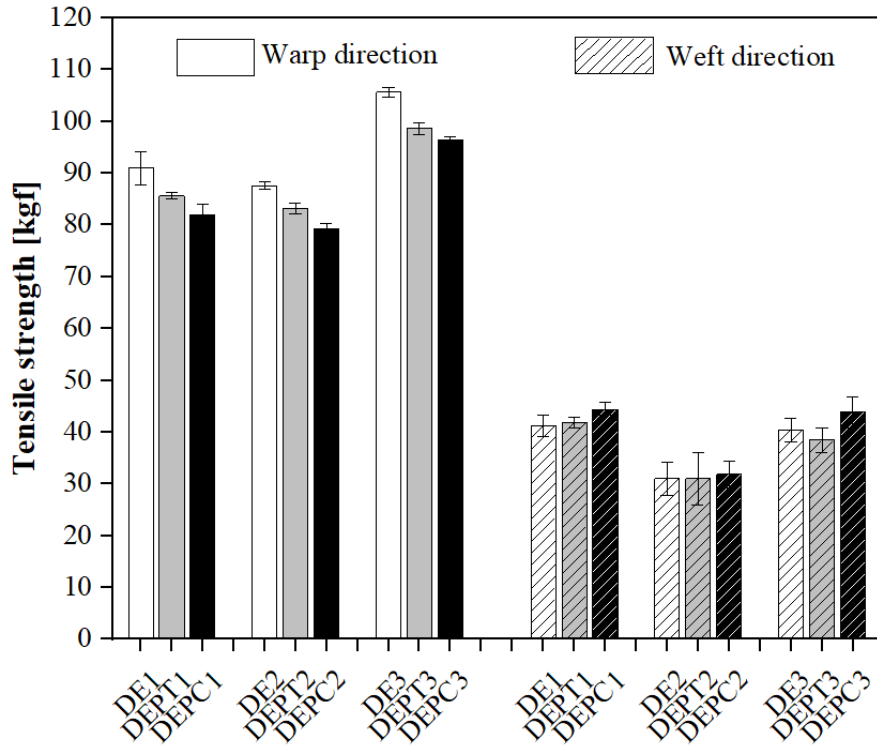 Tensile strength [kgf]
120
110
100
90
80
70
60
50
40
30
20
10
0
Warp direction
Weft direction
DE1
DEPT1
DEPC1
DE2
DEPT2
DEPC2
DE3
DEPT3
DEPC3
DE1
DEPT1
DEPC1
DE2
DEPT2
DEPC2
DE3
DEPT3
DEPC3